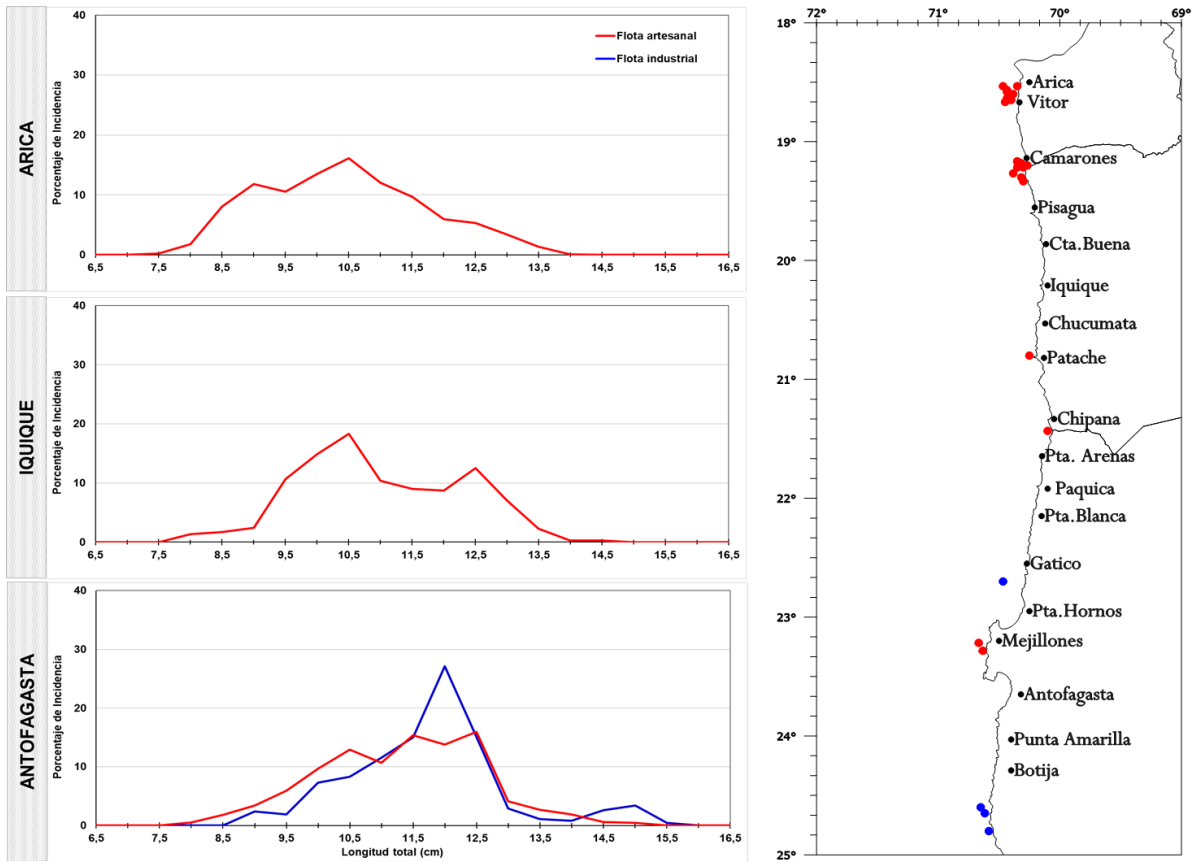 ARICA
Porcentaje de Incidencia
40
30
20
10
0
6,5 7,5 8,5 9,5 10,5 11,5 12,5 13,5 14,5 15,5 16,5
Flota artesanal
Flota industrial
IQUIQUE
Porcentaje de Incidencia
40
30
20
10
0
6,5 7,5 8,5 9,5 10,5 11,5 12,5 13,5 14,5 15,5 16,5
ANTOFAGASTA
Porcentaje de Incidencia
40
30
20
10
0
6,5 7,5 8,5 9,5 10,5 11,5 12,5 13,5 14,5 15,5 16,5
Longitud total (cm)
72° 71° 70° 69°
18°
19°
20°
21°
22°
23°
24°
25°
Arica
Vitor
Camarones
Pisagua
Cta.Buena
Iquique
Chucumata
Patache
Chipana
Pta. Arenas
Paquica
Pta.Blanca
Gatico
Pta.Hornos
Mejillones
Antofagasta
Punta Amarilla
Botija